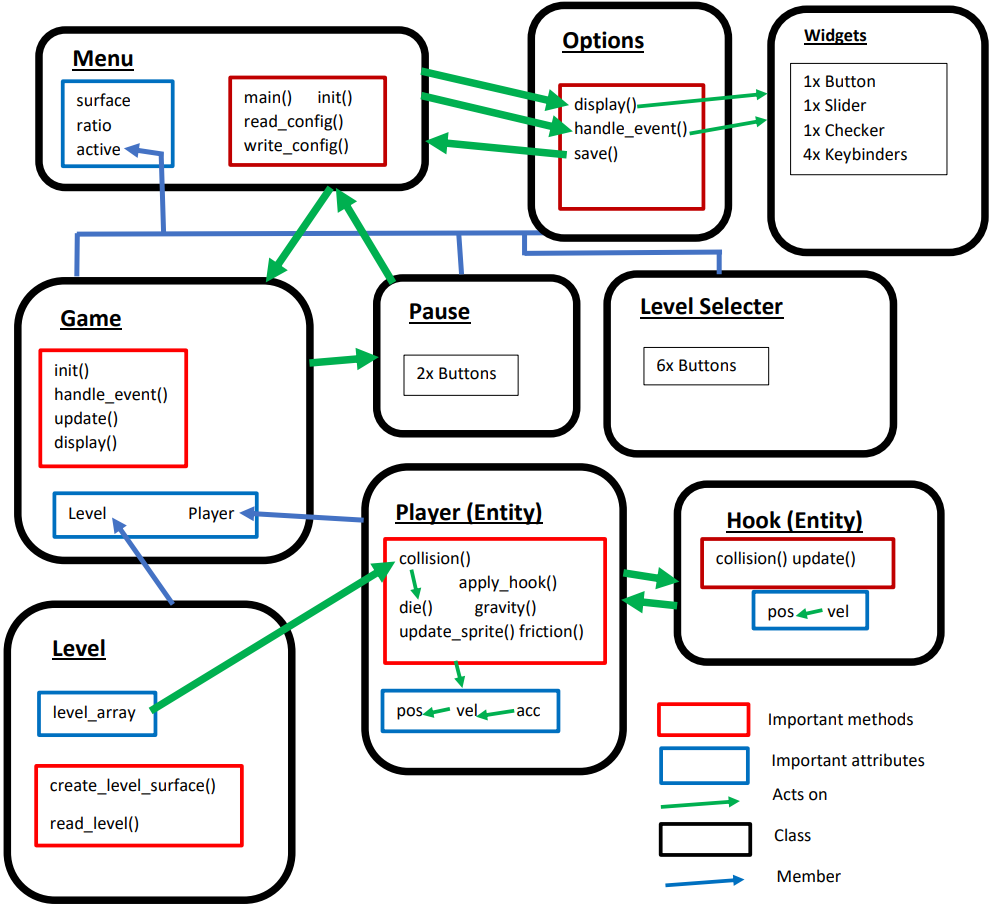 Menu
surface
ratio
active
main() init()
read_config()
write_config()
Options
display()
handle_event()
save()
Widgets
1x Button
1x Slider
1x Checker
4x Keybinders
Game
init()
handle_event()
update()
display()
Level Player
Pause
2x Buttons
Level Selecter
6x Buttons
Player (Entity)
collision()
apply_hook()
die() gravity()
update_sprite() friction()
pos vel acc
Hook (Entity)
collision() update()
pos vel
Level
level_array
create_level_surface()
read_level()
Important methods
Important attributes
Acts on
Class
Member